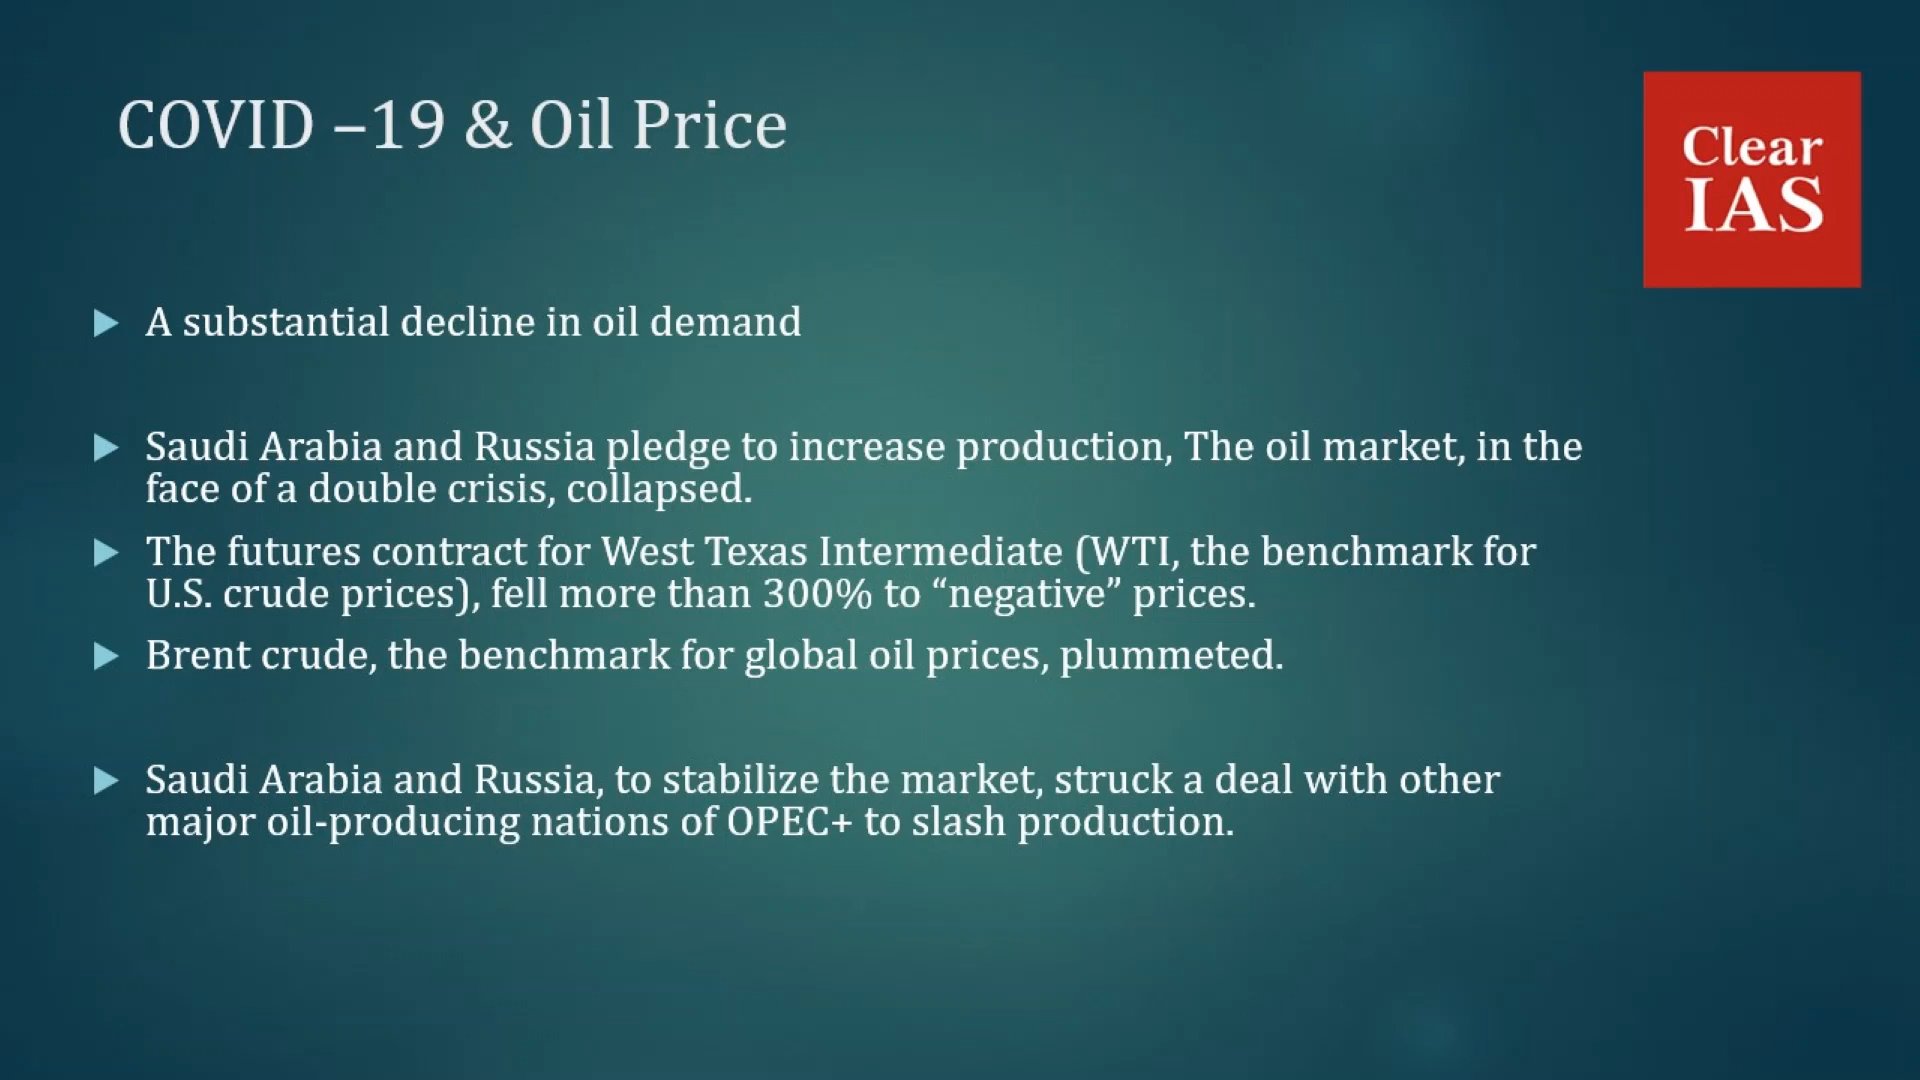 COVID –19 & Oil Price
Clear
IAS
A substantial decline in oil demand
Saudi Arabia and Russia pledge to increase production, The oil market, in the
face of a double crisis, collapsed.
The futures contract for West Texas Intermediate (WTI, the benchmark for
U.S. crude prices), fell more than 300% to “negative” prices.
Brent crude, the benchmark for global oil prices, plummeted.
Saudi Arabia and Russia, to stabilize the market, struck a deal with other
major oil-producing nations of OPEC+ to slash production.